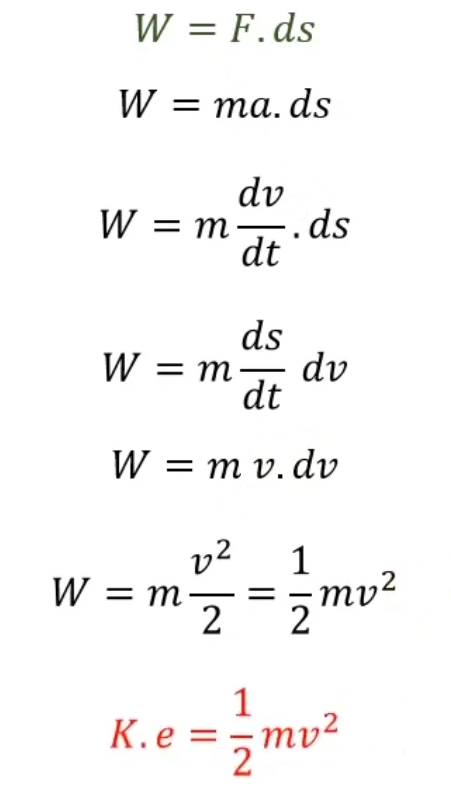 W = F.ds
W = ma.ds
W = m dv/dt .ds
W = m ds/dt dv
W = m v.dv
W = m v²/2 = 1/2 mv²
K.e = 1/2 mv²